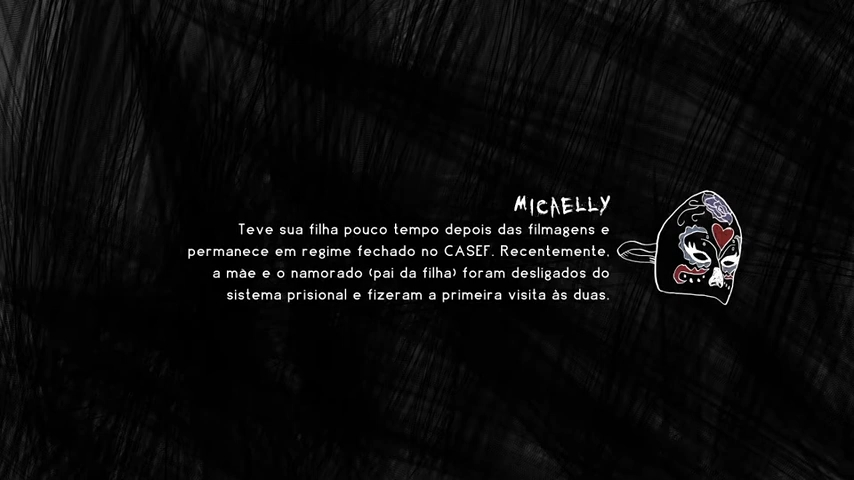 MICAELLY
Teve sua filha pouco tempo depois das filmagens e
permanece em regime fechado no CASEF. Recentemente,
a mãe e o namorado (pai da filha) foram desligados do
sistema prisional e fizeram a primeira visita às duas.